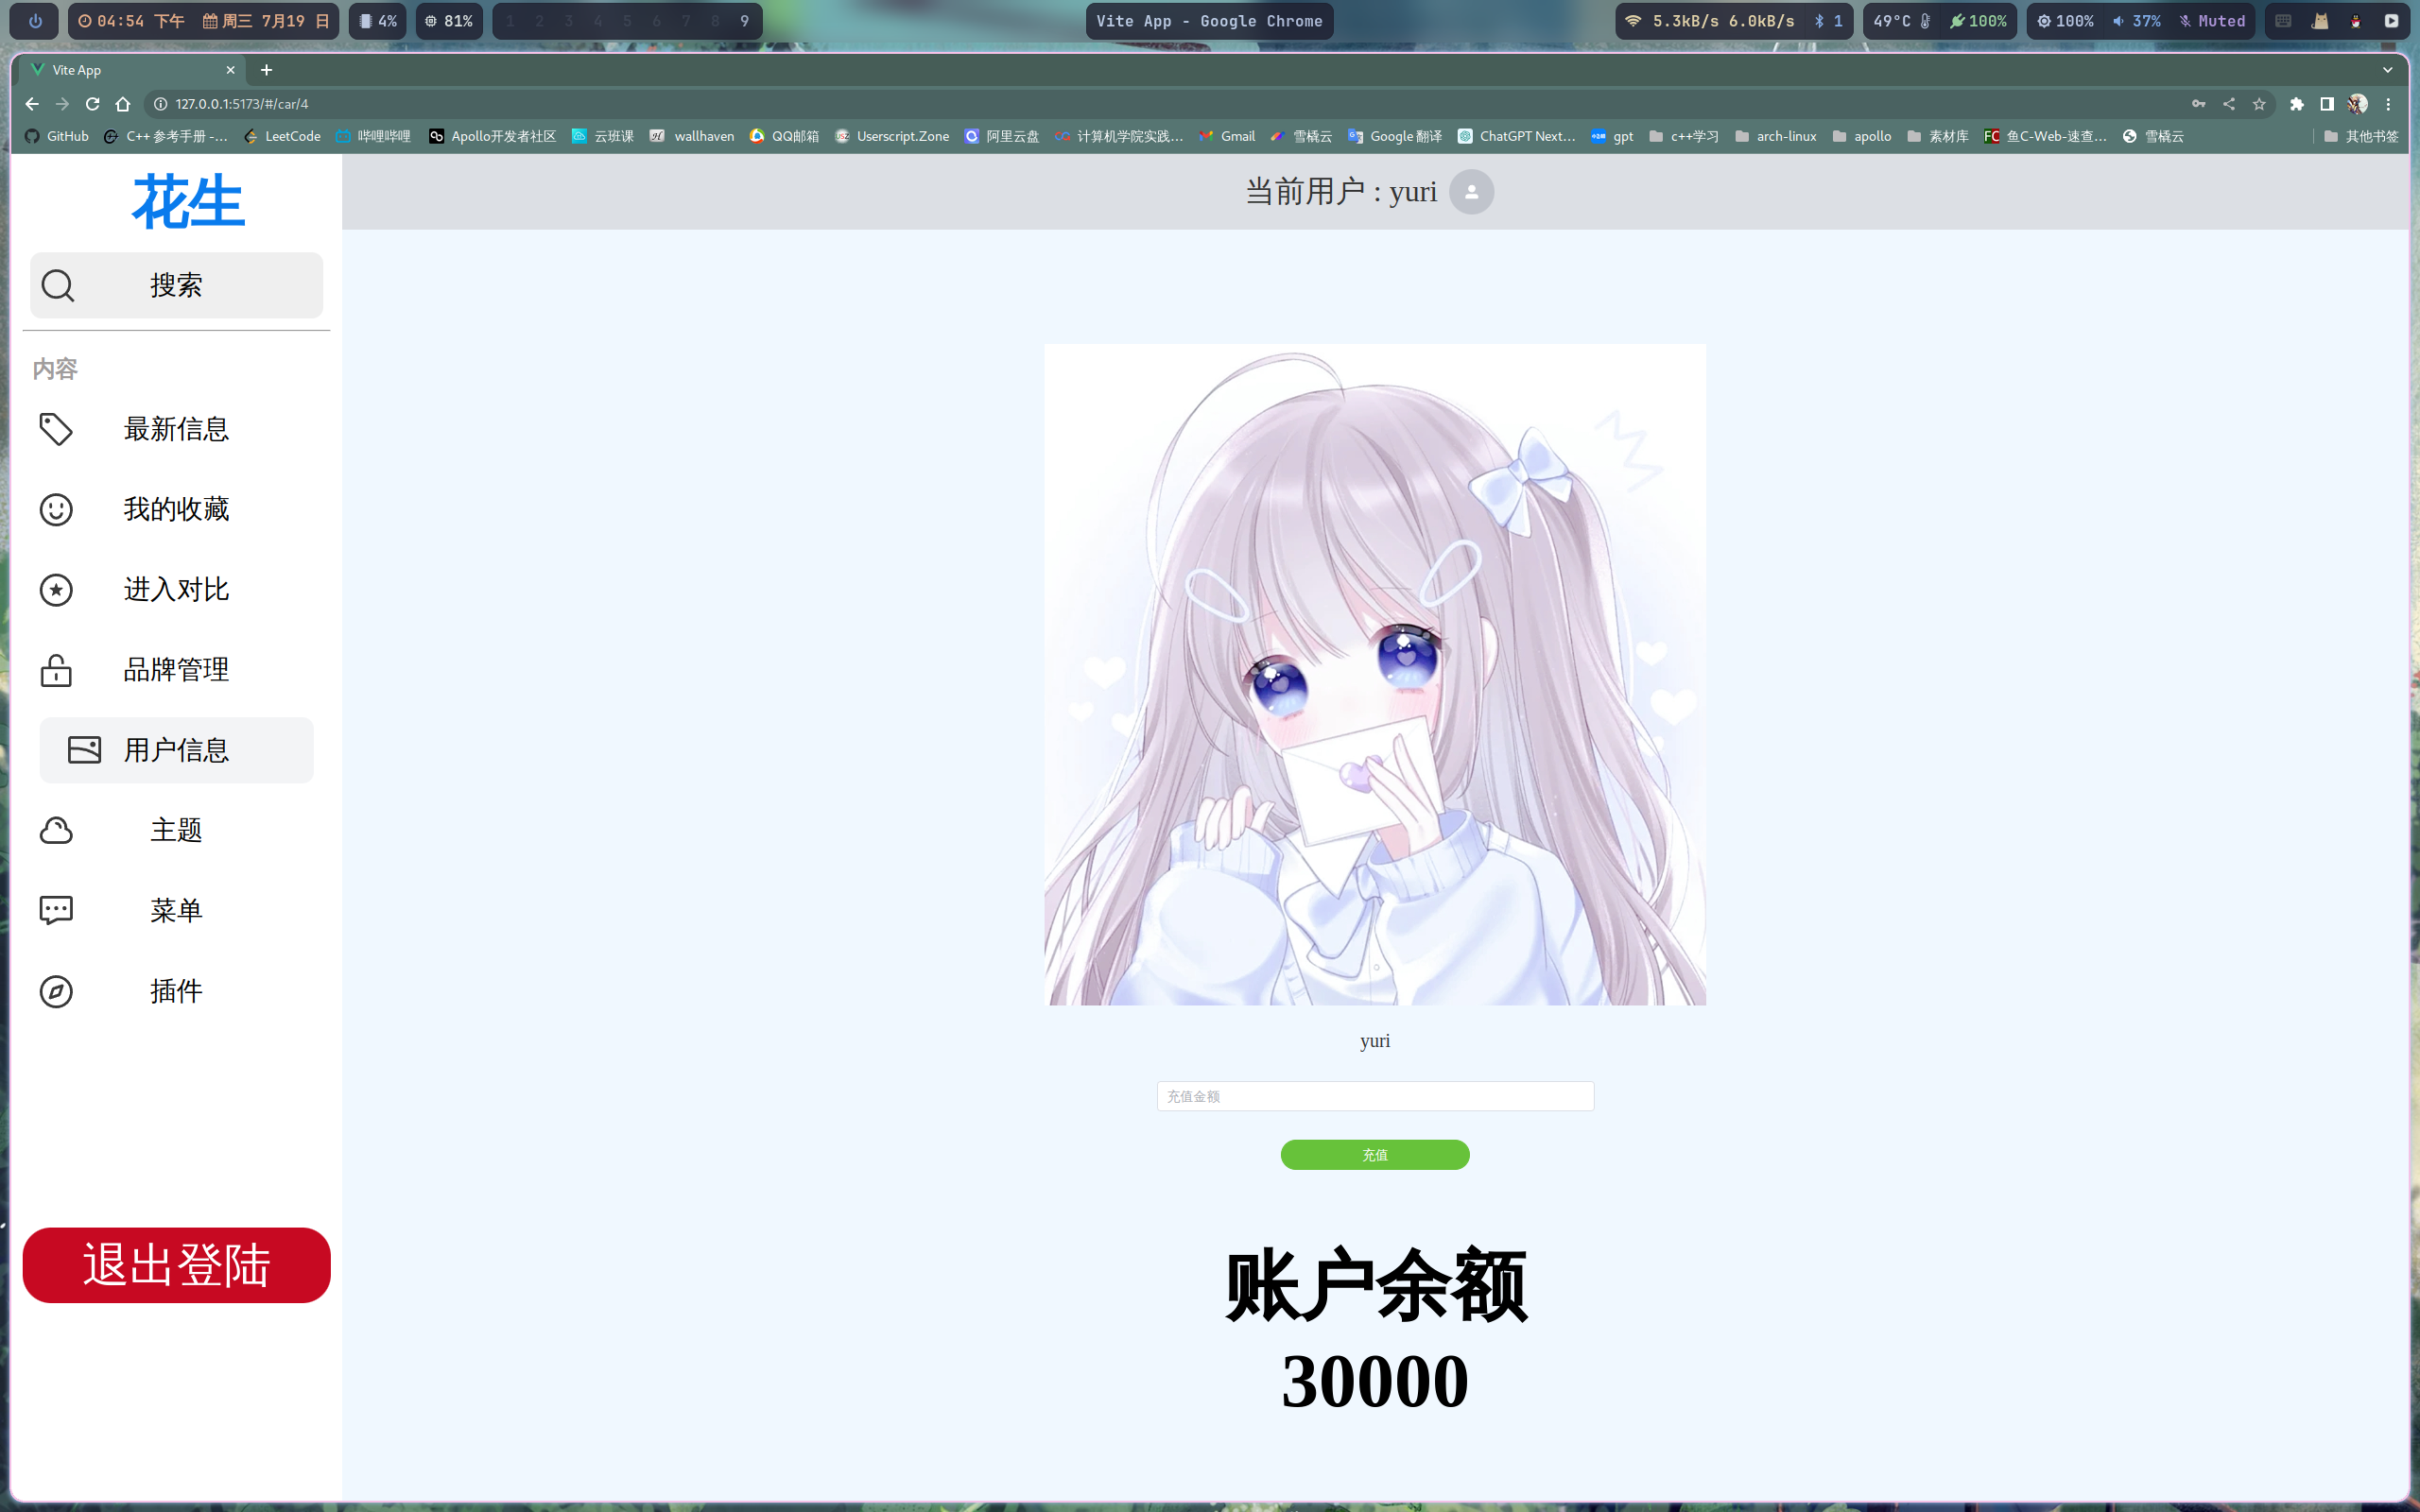 04:54 下午 周三 7月19 日 4% 81% 1 2 3 4 5 6 7 8 9 Vite App - Google Chrome 5.3kB/s 6.0kB/s 1 49°C 100% 100% 37% Muted
Vite App
127.0.0.1:5173/#/car/4
GitHub C++ 参考手册 -... LeetCode 哔哩哔哩 Apollo开发者社区 云班课 wallhaven QQ邮箱 Userscript.Zone 阿里云盘 计算机学院实践... Gmail 雪橘云 Google 翻译 ChatGPT Next... gpt c++学习 arch-linux apollo 素材库 鱼C-Web-速查... 雪橘云 其他书签
花生
当前用户 : yuri
搜索
内容
最新信息
我的收藏
进入对比
品牌管理
用户信息
主题
菜单
插件
退出登陆
yuri
充值金额
充值
账户余额
30000